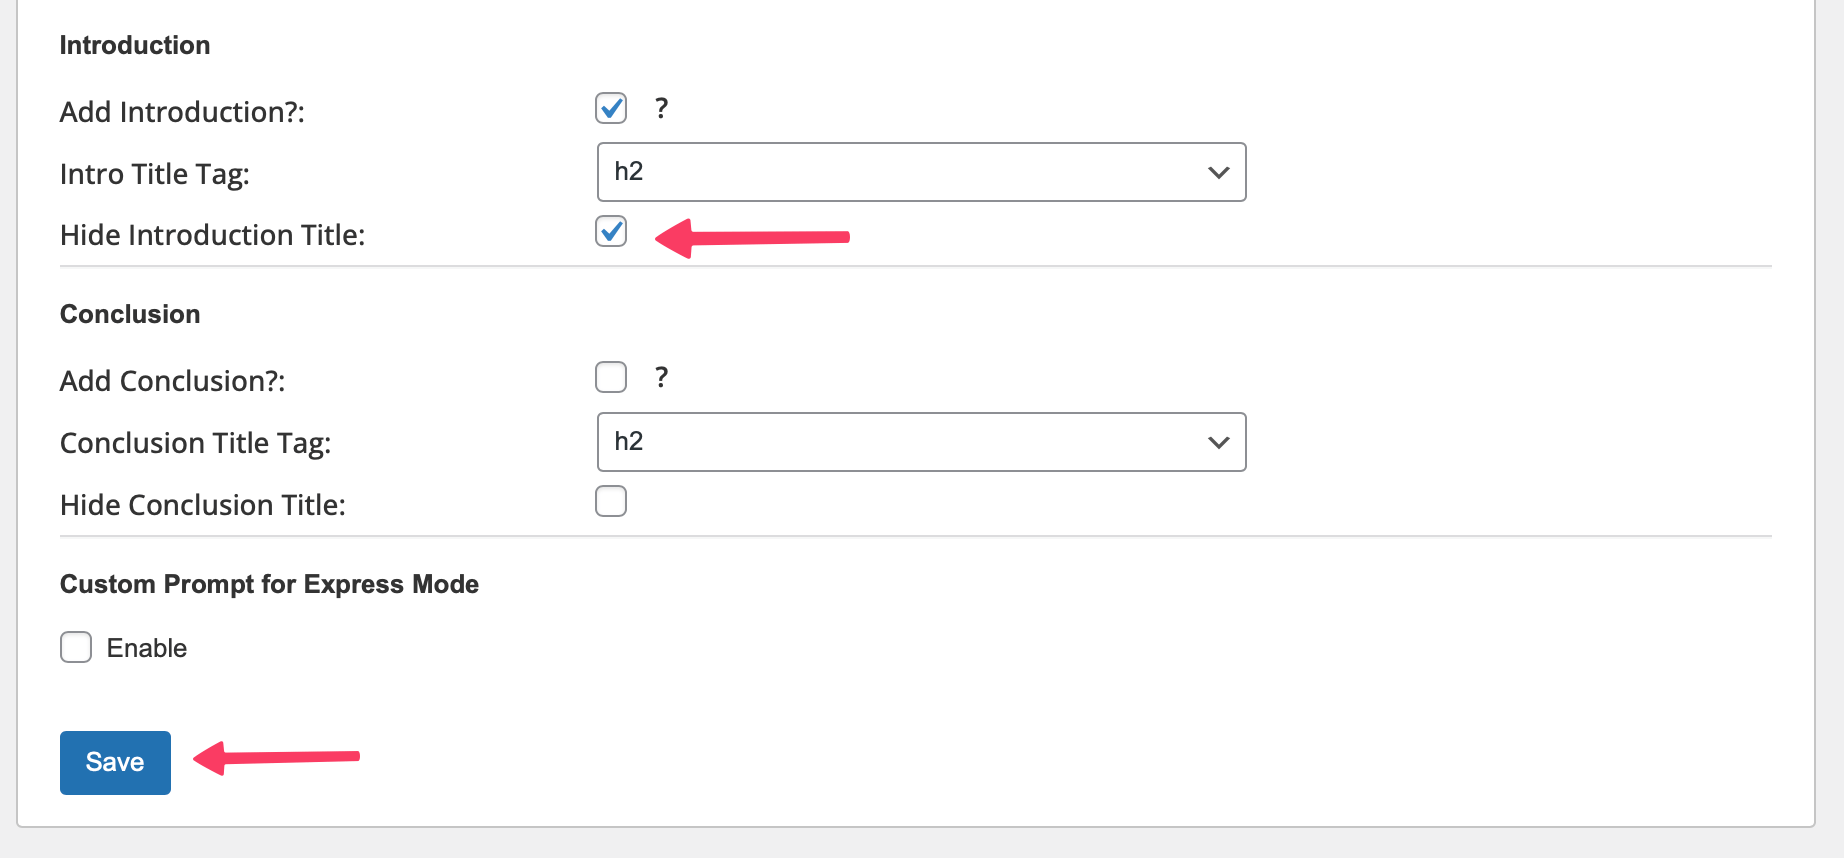 Introduction
Add Introduction?: ?
Intro Title Tag: h2
Hide Introduction Title:
Conclusion
Add Conclusion?: ?
Conclusion Title Tag: h2
Hide Conclusion Title:
Custom Prompt for Express Mode
Enable
Save